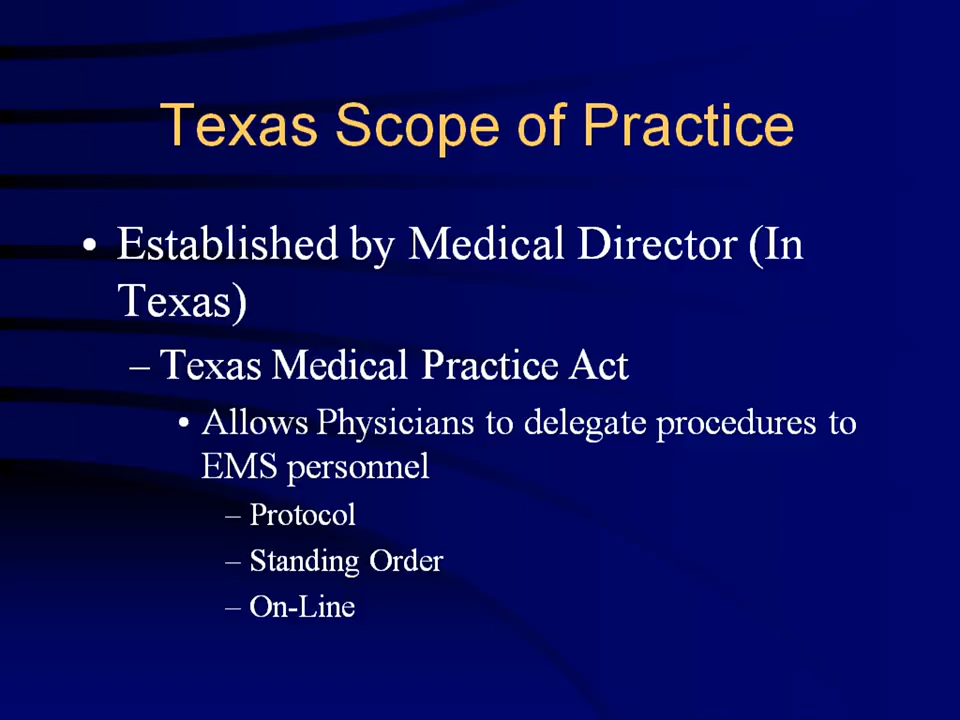 Texas Scope of Practice
• Established by Medical Director (In
Texas)
– Texas Medical Practice Act
• Allows Physicians to delegate procedures to
EMS personnel
– Protocol
– Standing Order
– On-Line